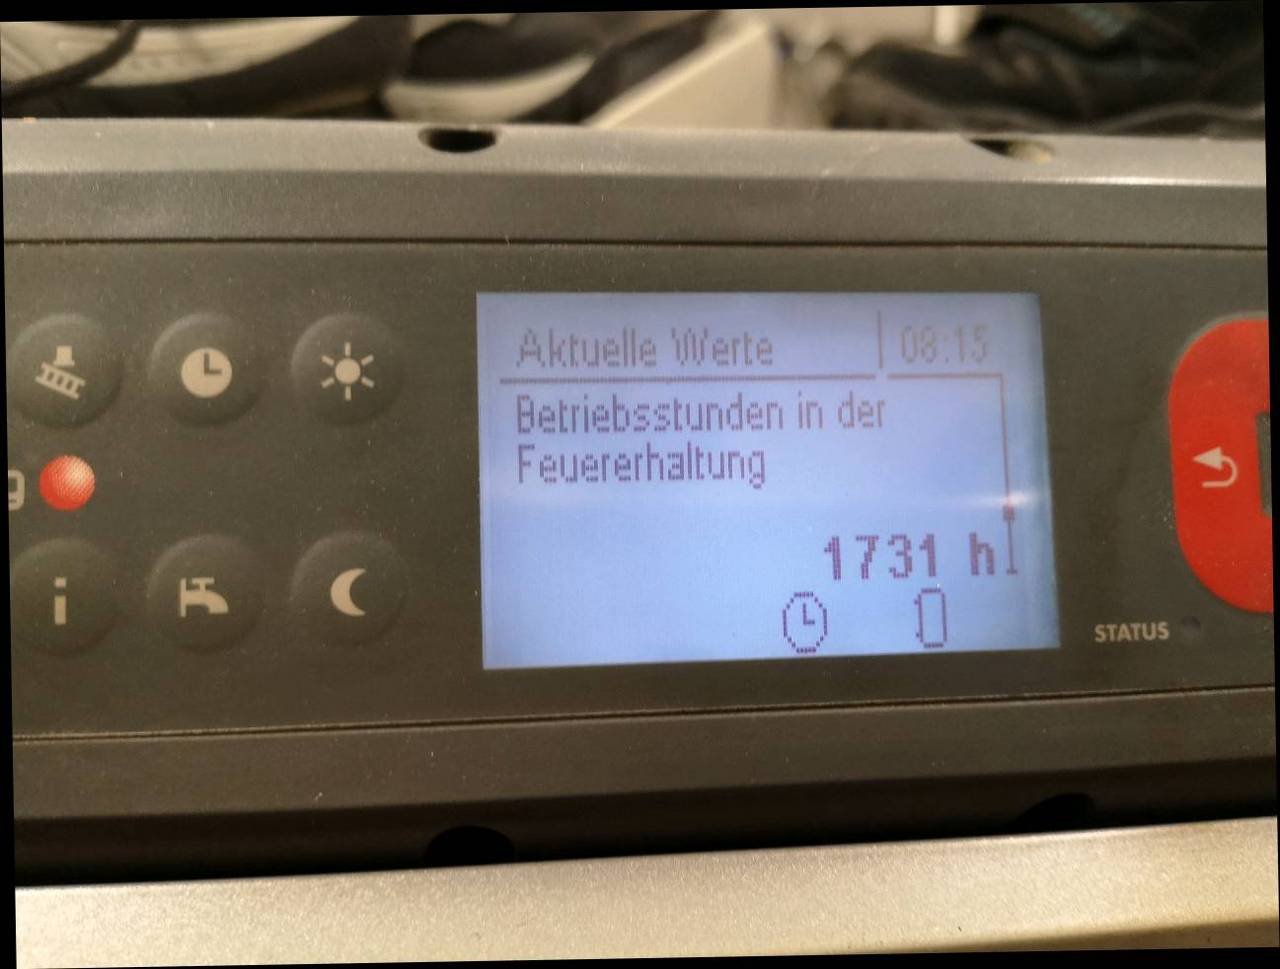 Aktuelle Werte 08:15
Betriebsstunden in der
Feuererhaltung
1731 h
STATUS
g
i